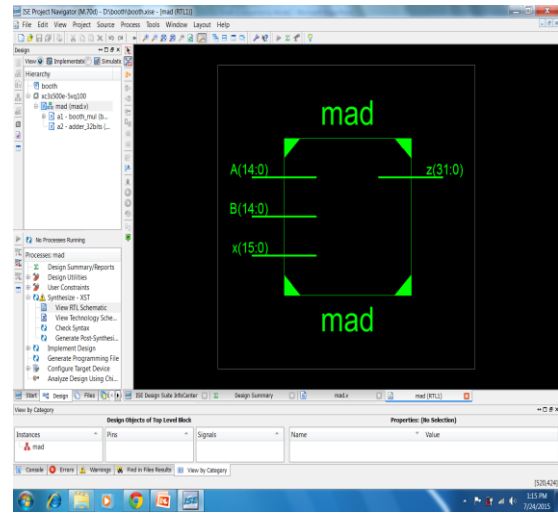 ISE Project Navigator (M.70d) - D:\booth\booth.xise - [mad (RTL1)]
File Edit View Project Source Process Tools Window Layout Help
Design
View: Implementation Simulation
Hierarchy
booth
xc3s500e-5vq100
mad (mad.v)
a1 - booth_mul (b...
a2 - adder_32bits (...
No Processes Running
Processes: mad
Design Summary/Reports
Design Utilities
User Constraints
Synthesize - XST
View RTL Schematic
View Technology Sche...
Check Syntax
Generate Post-Synthesi...
Implement Design
Generate Programming File
Configure Target Device
Analyze Design Using Chi...
mad
A(14:0)
z(31:0)
B(14:0)
x(15:0)
mad
Start Design Files ISE Design Suite InfoCenter Design Summary mad.v mad (RTL1)
View by Category
Design Objects of Top Level Block Properties: (No Selection)
Instances Pins Signals Name Value
mad
Console Errors Warnings Find in Files Results View by Category
[520,424]
1:15 PM
7/24/2015